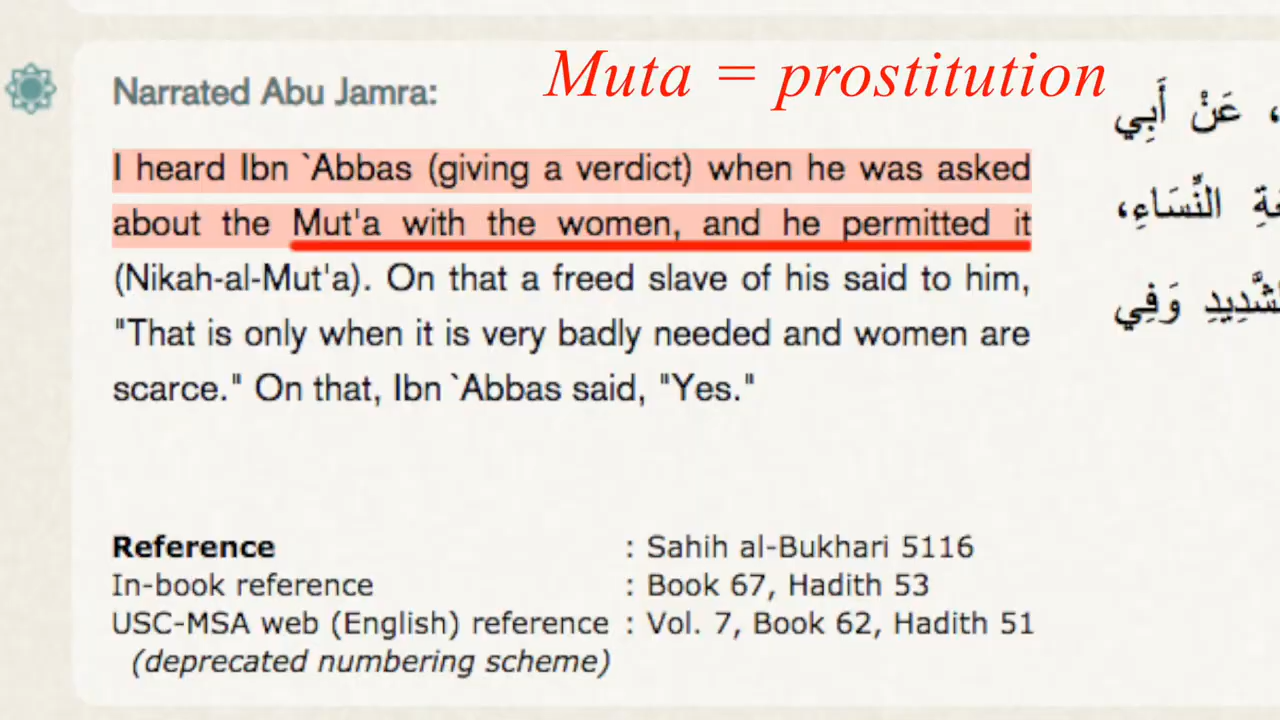 Muta = prostitution
Narrated Abu Jamra:
I heard Ibn `Abbas (giving a verdict) when he was asked
about the Mut'a with the women, and he permitted it
(Nikah-al-Mut'a). On that a freed slave of his said to him,
"That is only when it is very badly needed and women are
scarce." On that, Ibn `Abbas said, "Yes."
، عَنْ أَبِي
النِّسَاءِ،
وَفِي
Reference : Sahih al-Bukhari 5116
In-book reference : Book 67, Hadith 53
USC-MSA web (English) reference : Vol. 7, Book 62, Hadith 51
(deprecated numbering scheme)